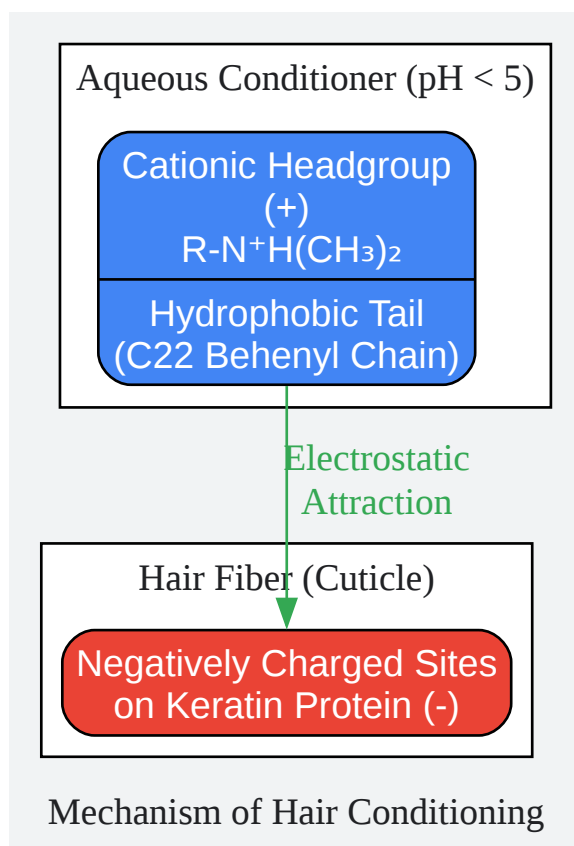 Aqueous Conditioner (pH < 5)
Cationic Headgroup
(+)
R-N⁺H(CH₃)₂
Hydrophobic Tail
(C22 Behenyl Chain)
Electrostatic
Attraction
Hair Fiber (Cuticle)
Negatively Charged Sites
on Keratin Protein (-)
Mechanism of Hair Conditioning